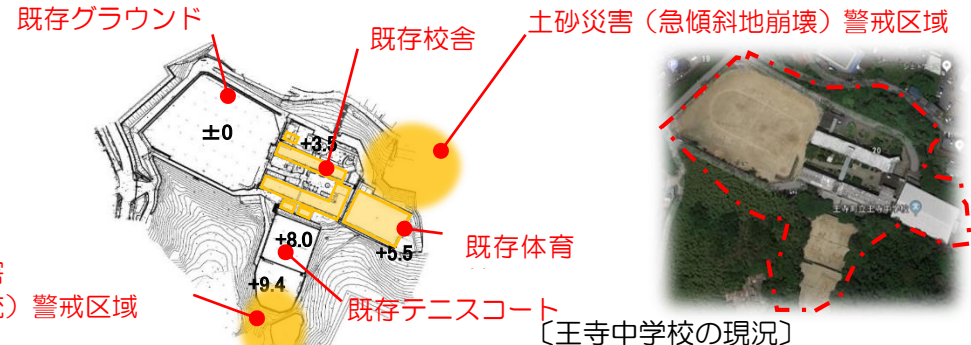 既存グラウンド
既存校舎
土砂災害（急傾斜地崩壊）警戒区域
±0
+3.5
+8.0
+5.5
+9.4
既存体育
）警戒区域
既存テニスコート
20
〔王寺中学校の現況〕